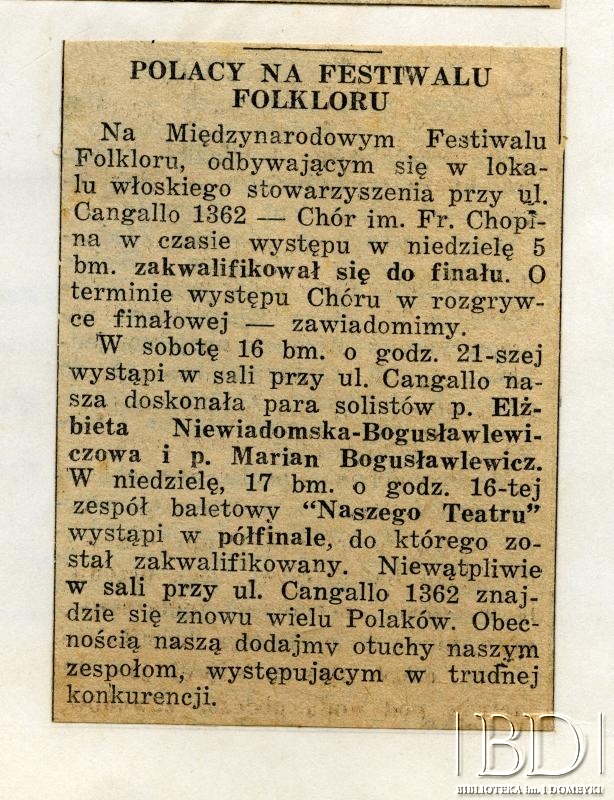 POLACY NA FESTIWALU
FOLKLORU
Na Międzynarodowym Festiwalu
Folkloru, odbywającym się w loka-
lu włoskiego stowarzyszenia przy ul.
Cangallo 1362 — Chór im. Fr. Chopi-
na w czasie występu w niedzielę 5
bm. zakwalifikował się do finału. O
terminie występu Chóru w rozgryw-
ce finałowej — zawiadomimy.
W sobotę 16 bm. o godz. 21-szej
wystąpi w sali przy ul. Cangallo na-
sza doskonała para solistów p. Elż-
bieta Niewiadomska-Bogusławlewi-
czowa i p. Marian Bogusławlewicz.
W niedzielę, 17 bm. o godz. 16-tej
zespół baletowy "Naszego Teatru"
wystąpi w półfinale, do którego zo-
stał zakwalifikowany. Niewątpliwie
w sali przy ul. Cangallo 1362 znaj-
dzie się znowu wielu Polaków. Obec-
nością naszą dodajmy otuchy naszym
zespołom, występującym w trudnej
konkurencji.
|BD|
BIBLIOTEKA im. I DOMEYKI